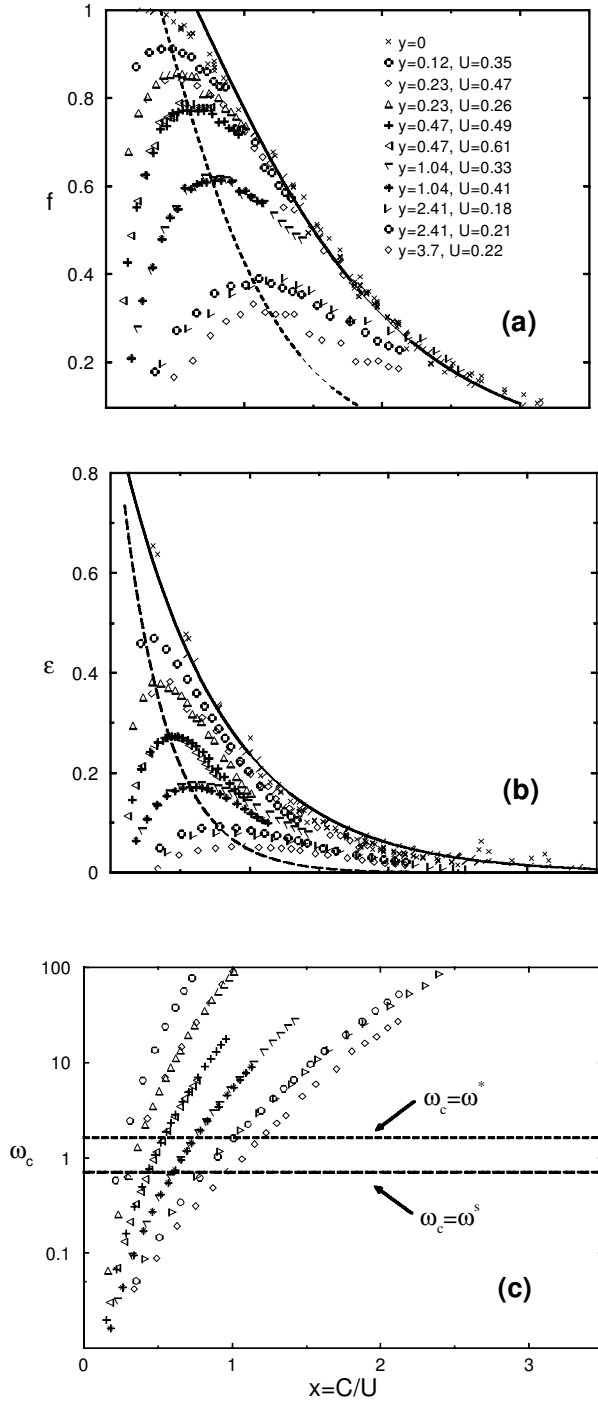 1
× y=0
y=0.12, U=0.35
y=0.23, U=0.47
y=0.23, U=0.26
y=0.47, U=0.49
y=0.47, U=0.61
y=1.04, U=0.33
y=1.04, U=0.41
y=2.41, U=0.18
y=2.41, U=0.21
y=3.7, U=0.22
0.8
0.6
f
0.4
(a)
0.2
0.8
0.6
ε
0.4
0.2
(b)
0
100
10
ω_c=ω^*
ω_c
1
ω_c=ω^s
0.1
(c)
0 1 2 3
x=C/U